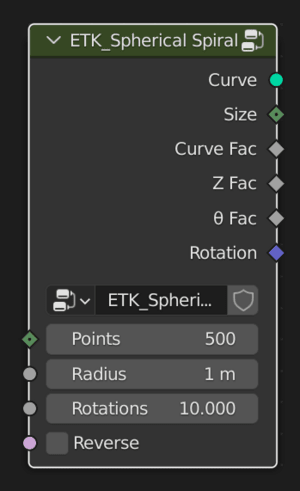 ETK_Spherical Spiral
Curve
Size
Curve Fac
Z Fac
θ Fac
Rotation
ETK_Spheri...
Points 500
Radius 1 m
Rotations 10.000
Reverse